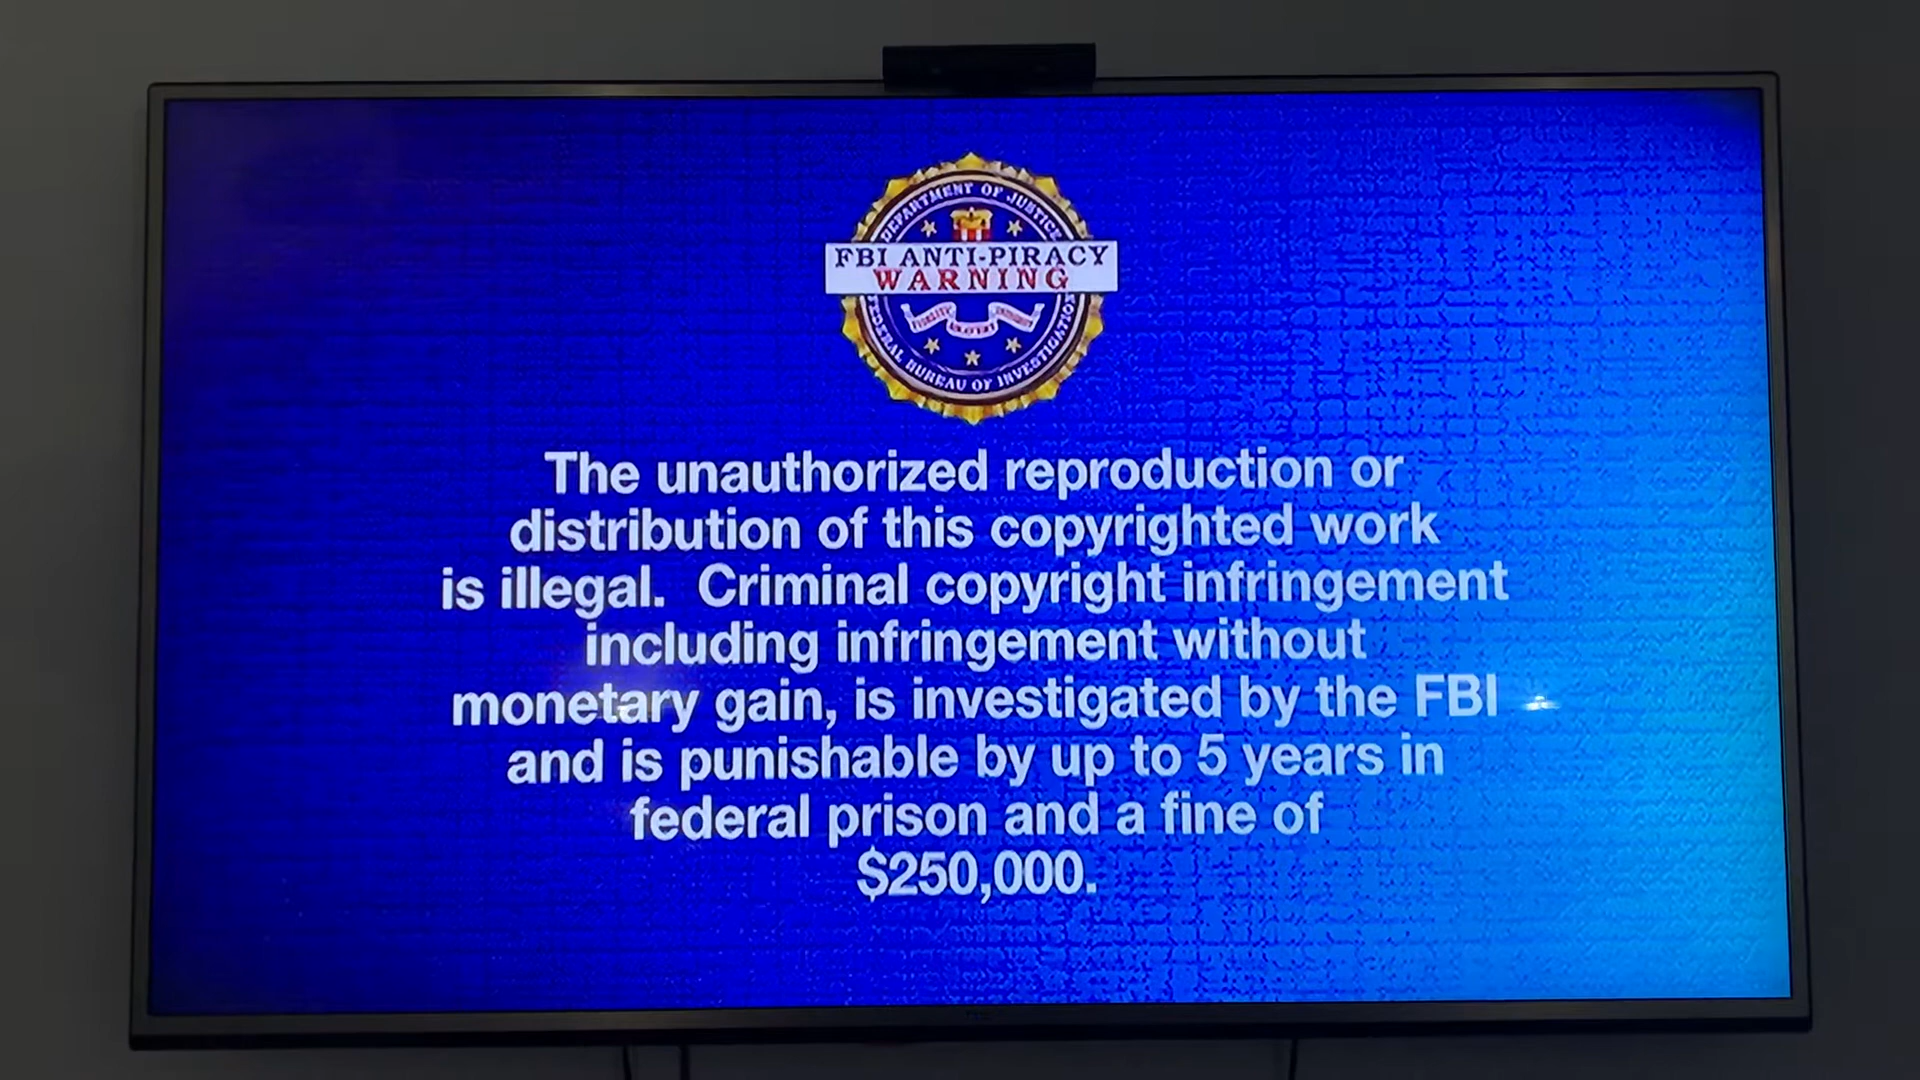 DEPARTMENT OF JUSTICE
FBI ANTI-PIRACY
WARNING
FEDERAL BUREAU OF INVESTIGATION
The unauthorized reproduction or
distribution of this copyrighted work
is illegal.  Criminal copyright infringement
including infringement without
monetary gain, is investigated by the FBI
and is punishable by up to 5 years in
federal prison and a fine of
$250,000.